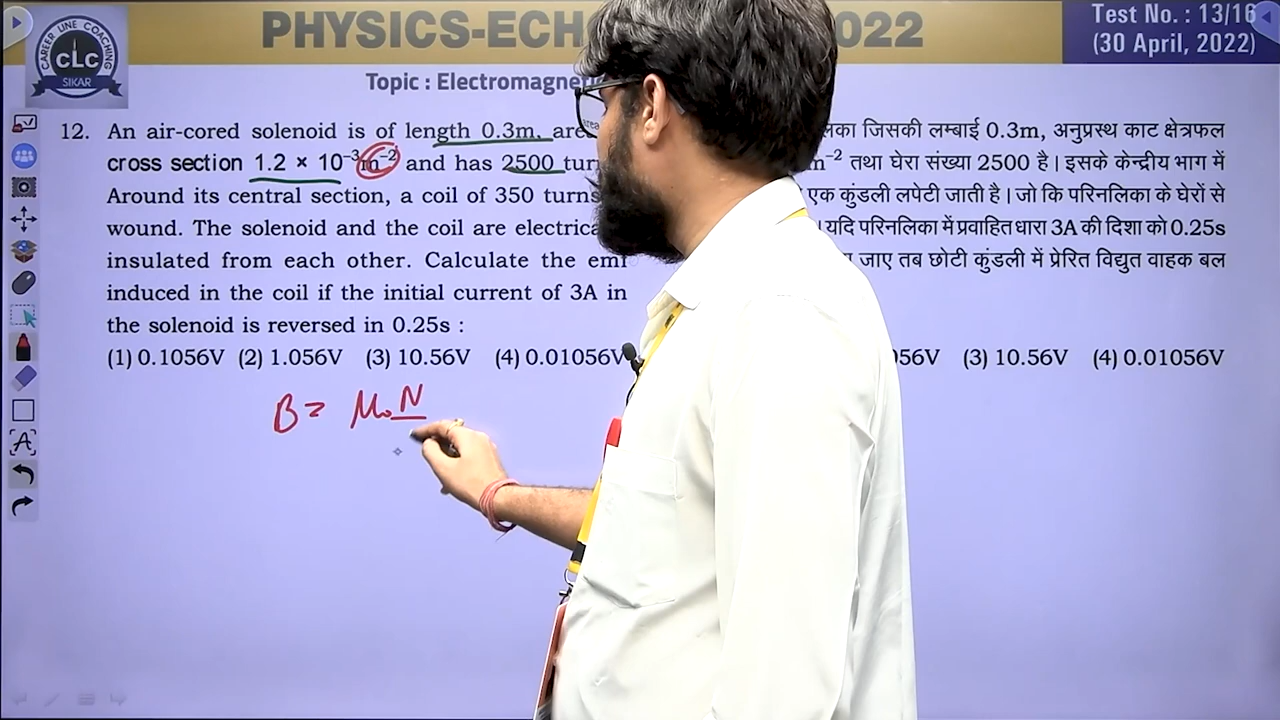 PHYSICS-ECH 2022
Test No. : 13/16
(30 April, 2022)
CAREER LINE COACHING
CLC
SIKAR
Topic : Electromagnetic
12. An air-cored solenoid is of length 0.3m, are
cross section 1.2 × 10⁻³m⁻² and has 2500 turn
Around its central section, a coil of 350 turns
wound. The solenoid and the coil are electrica
insulated from each other. Calculate the emf
induced in the coil if the initial current of 3A in
the solenoid is reversed in 0.25s :
(1) 0.1056V (2) 1.056V (3) 10.56V (4) 0.01056V
जिसकी लम्बाई 0.3m, अनुप्रस्थ काट क्षेत्रफल
m⁻² तथा घेरा संख्या 2500 है। इसके केन्द्रीय भाग में
एक कुंडली लपेटी जाती है। जो कि परिनलिका के घेरों से
। यदि परिनलिका में प्रवाहित धारा 3A की दिशा को 0.25s
जाए तब छोटी कुंडली में प्रेरित विद्युत वाहक बल
056V (3) 10.56V (4) 0.01056V
B = μ₀N